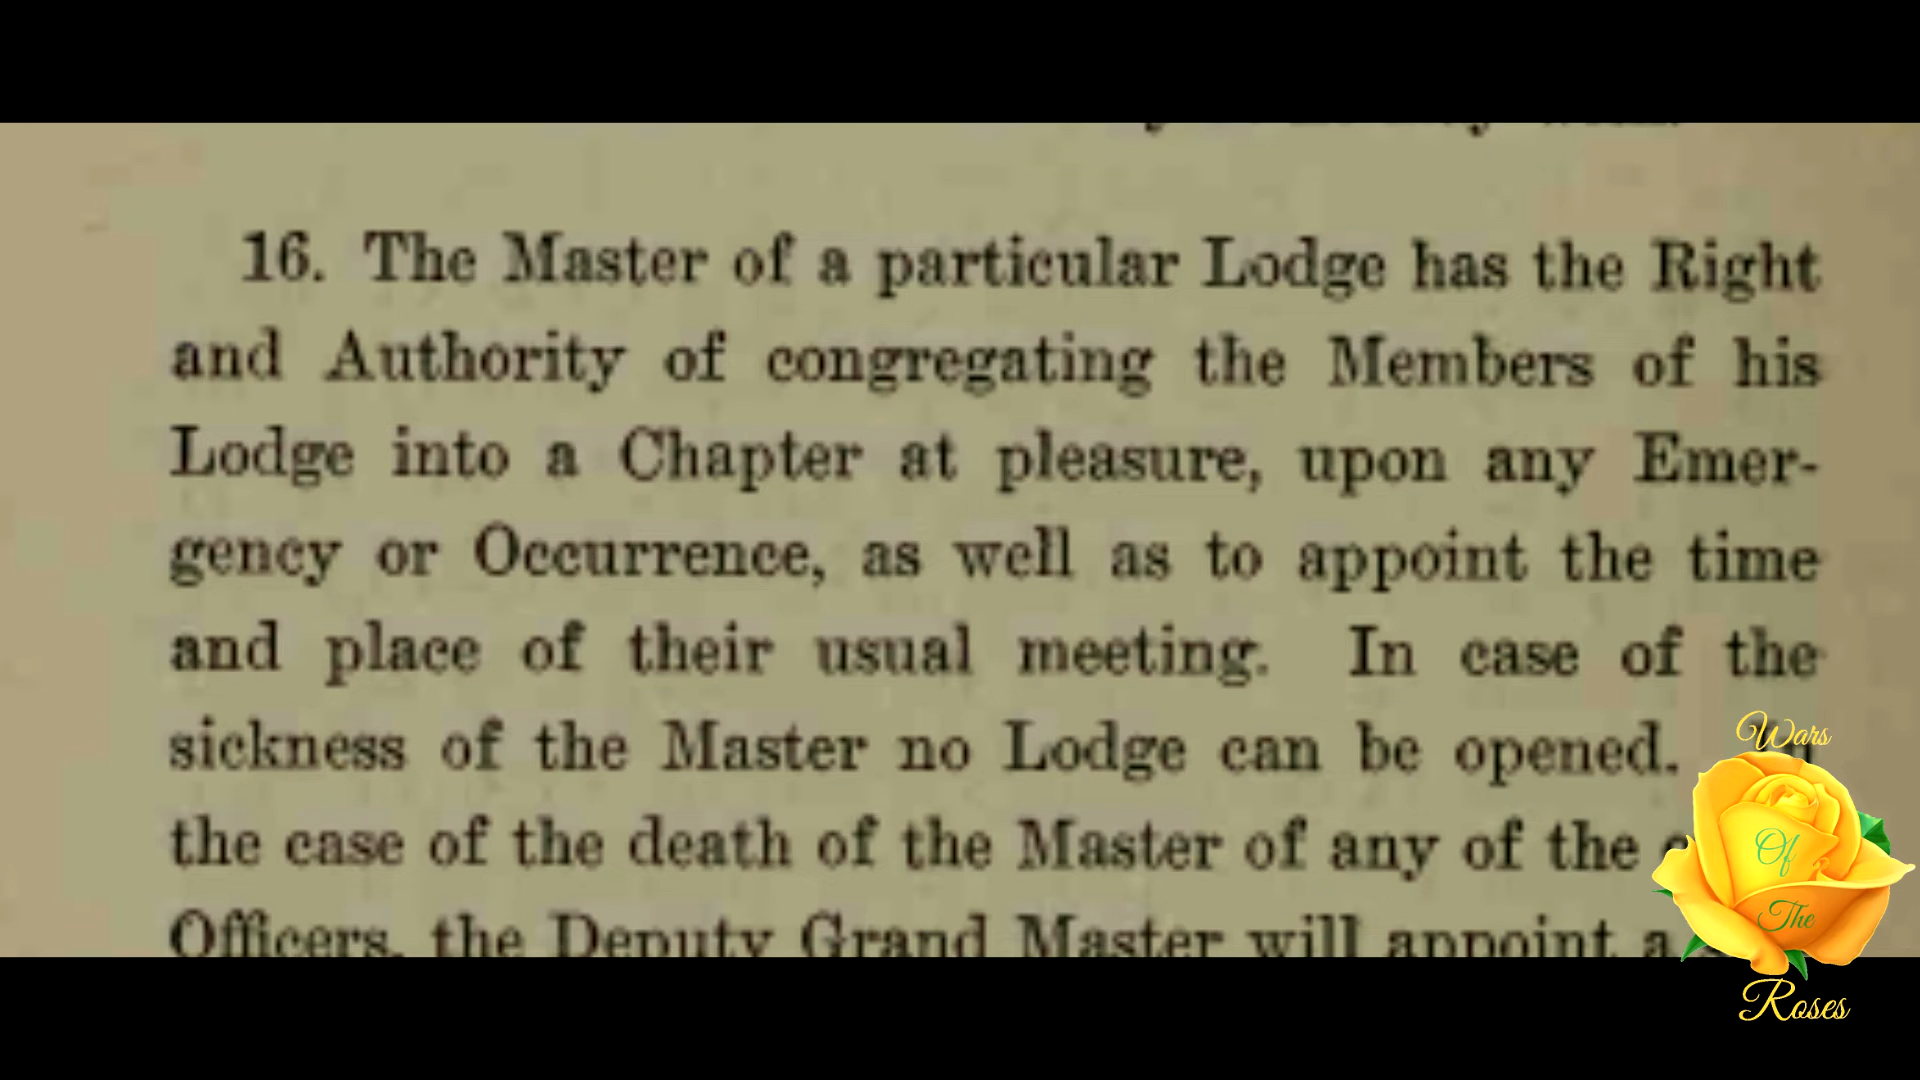 16. The Master of a particular Lodge has the Right
and Authority of congregating the Members of his
Lodge into a Chapter at pleasure, upon any Emer-
gency or Occurrence, as well as to appoint the time
and place of their usual meeting. In case of the
sickness of the Master no Lodge can be opened.
the case of the death of the Master of any of the
Officers, the Deputy Grand Master will appoint a
Wars
Of
The
Roses